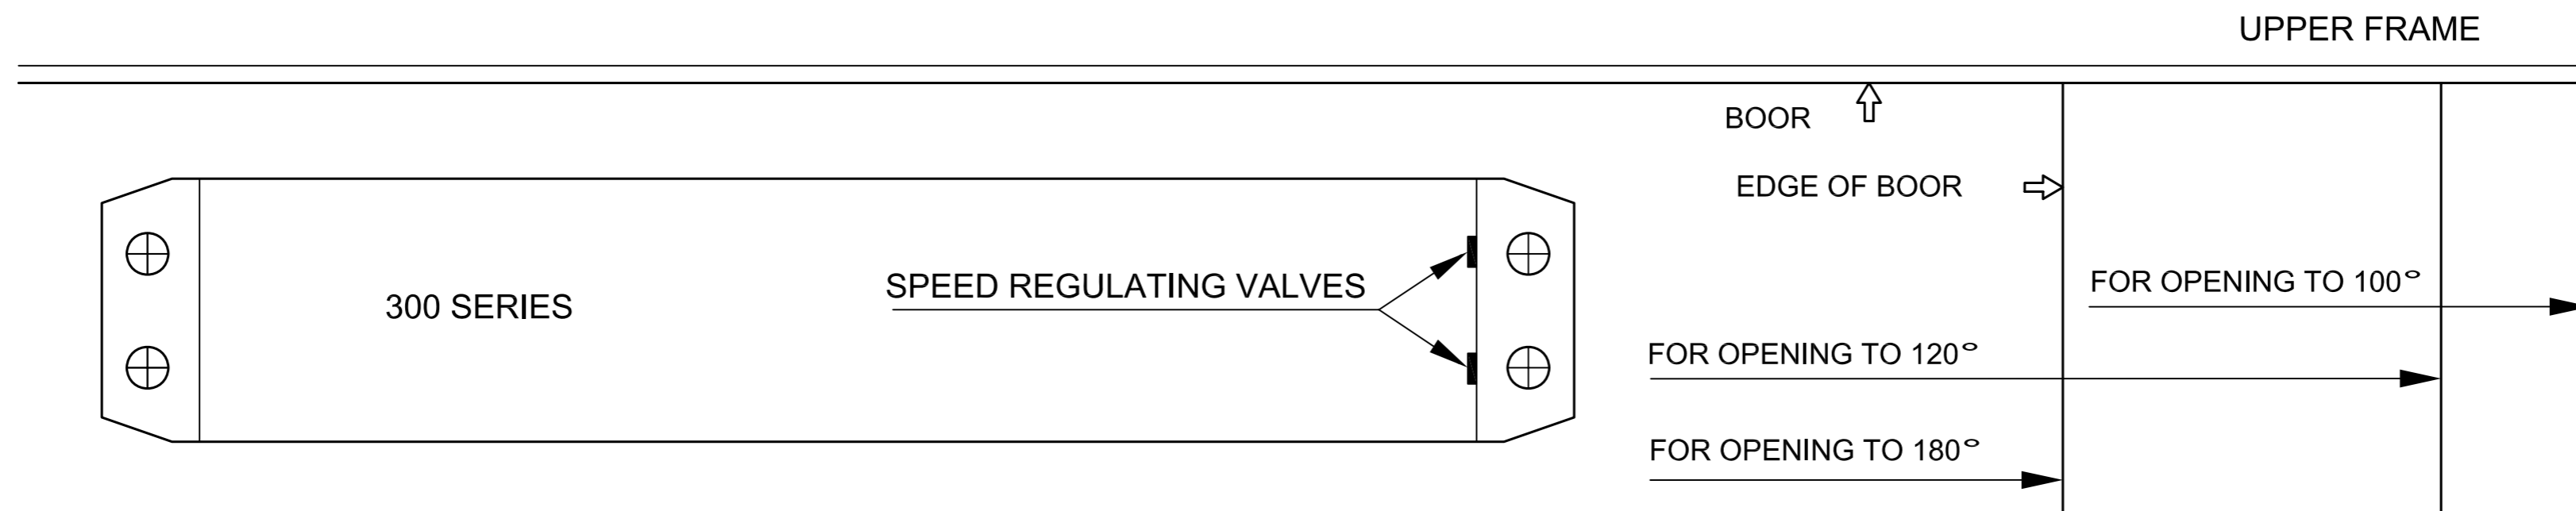 UPPER FRAME
BOOR
EDGE OF BOOR
FOR OPENING TO 100°
SPEED REGULATING VALVES
300 SERIES
FOR OPENING TO 120°
FOR OPENING TO 180°